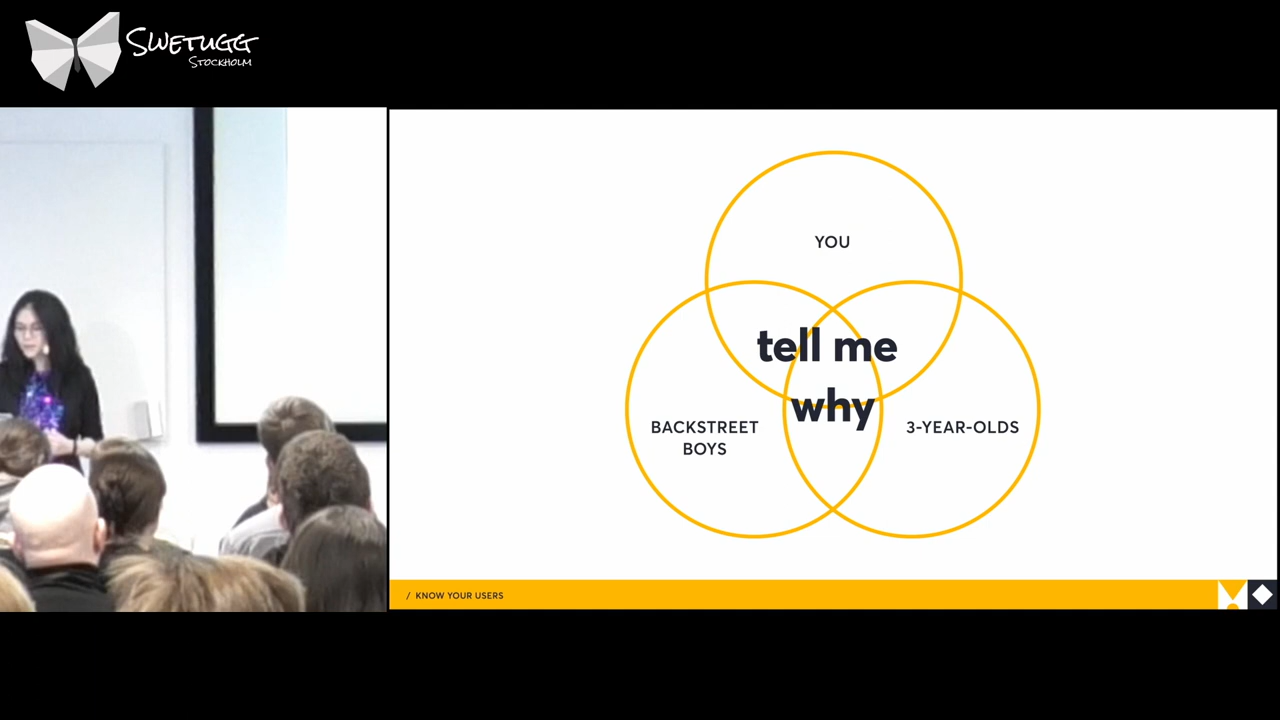 SWETUGG
STOCKHOLM
YOU
tell me
why
BACKSTREET
BOYS
3-YEAR-OLDS
/ KNOW YOUR USERS